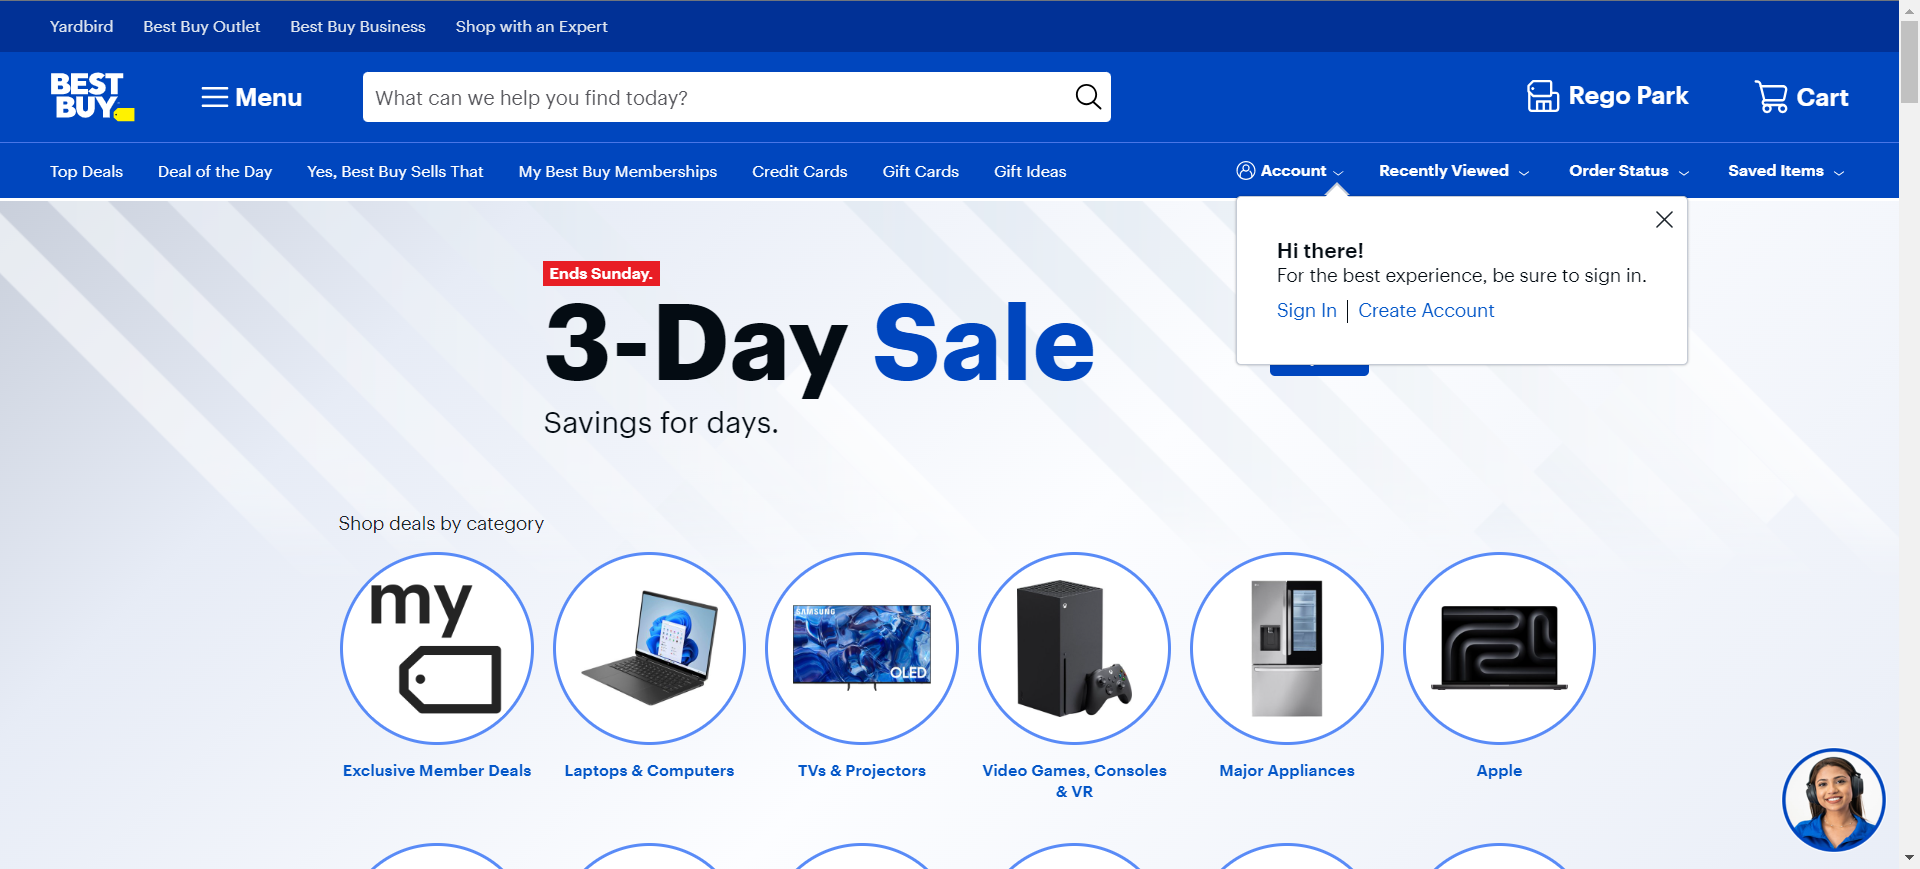 Yardbird Best Buy Outlet Best Buy Business Shop with an Expert
BEST
BUY
Menu
What can we help you find today?
Rego Park
Cart
Top Deals Deal of the Day Yes, Best Buy Sells That My Best Buy Memberships Credit Cards Gift Cards Gift Ideas Account Recently Viewed Order Status Saved Items
Hi there!
For the best experience, be sure to sign in.
Sign In | Create Account
Ends Sunday.
3-Day Sale
Savings for days.
Shop deals by category
my
SAMSUNG
OLED
Exclusive Member Deals
Laptops & Computers
TVs & Projectors
Video Games, Consoles
& VR
Major Appliances
Apple